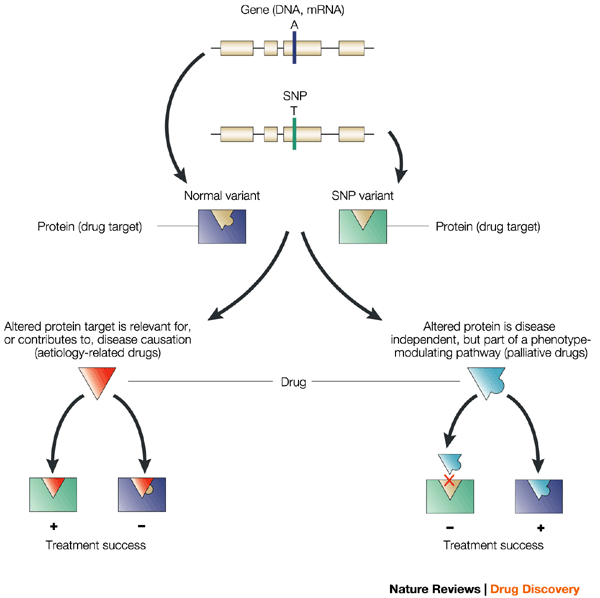 Gene (DNA, mRNA)
A
SNP
T
Normal variant
SNP variant
Protein (drug target)
Protein (drug target)
Altered protein target is relevant for,
or contributes to, disease causation
(aetiology-related drugs)
Altered protein is disease
independent, but part of a phenotype-
modulating pathway (palliative drugs)
Drug
+
–
Treatment success
–
+
Treatment success
Nature Reviews | Drug Discovery